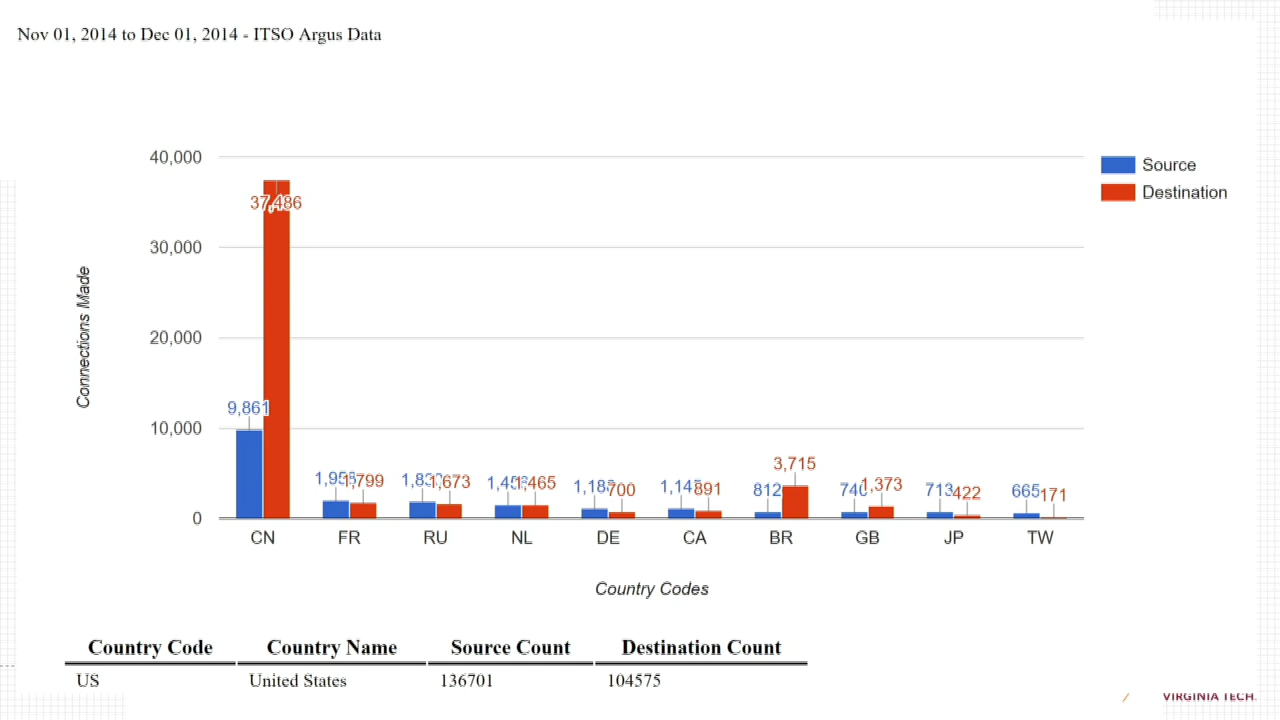 Nov 01, 2014 to Dec 01, 2014 - ITSO Argus Data
40,000
30,000
20,000
10,000
0
Connections Made
Source
Destination
37,486
9,861
1,799
1,673
1,465
700
891
812
3,715
1,373
713
422
665
171
CN FR RU NL DE CA BR GB JP TW
Country Codes
Country Code Country Name Source Count Destination Count
US United States 136701 104575
VIRGINIA TECH.